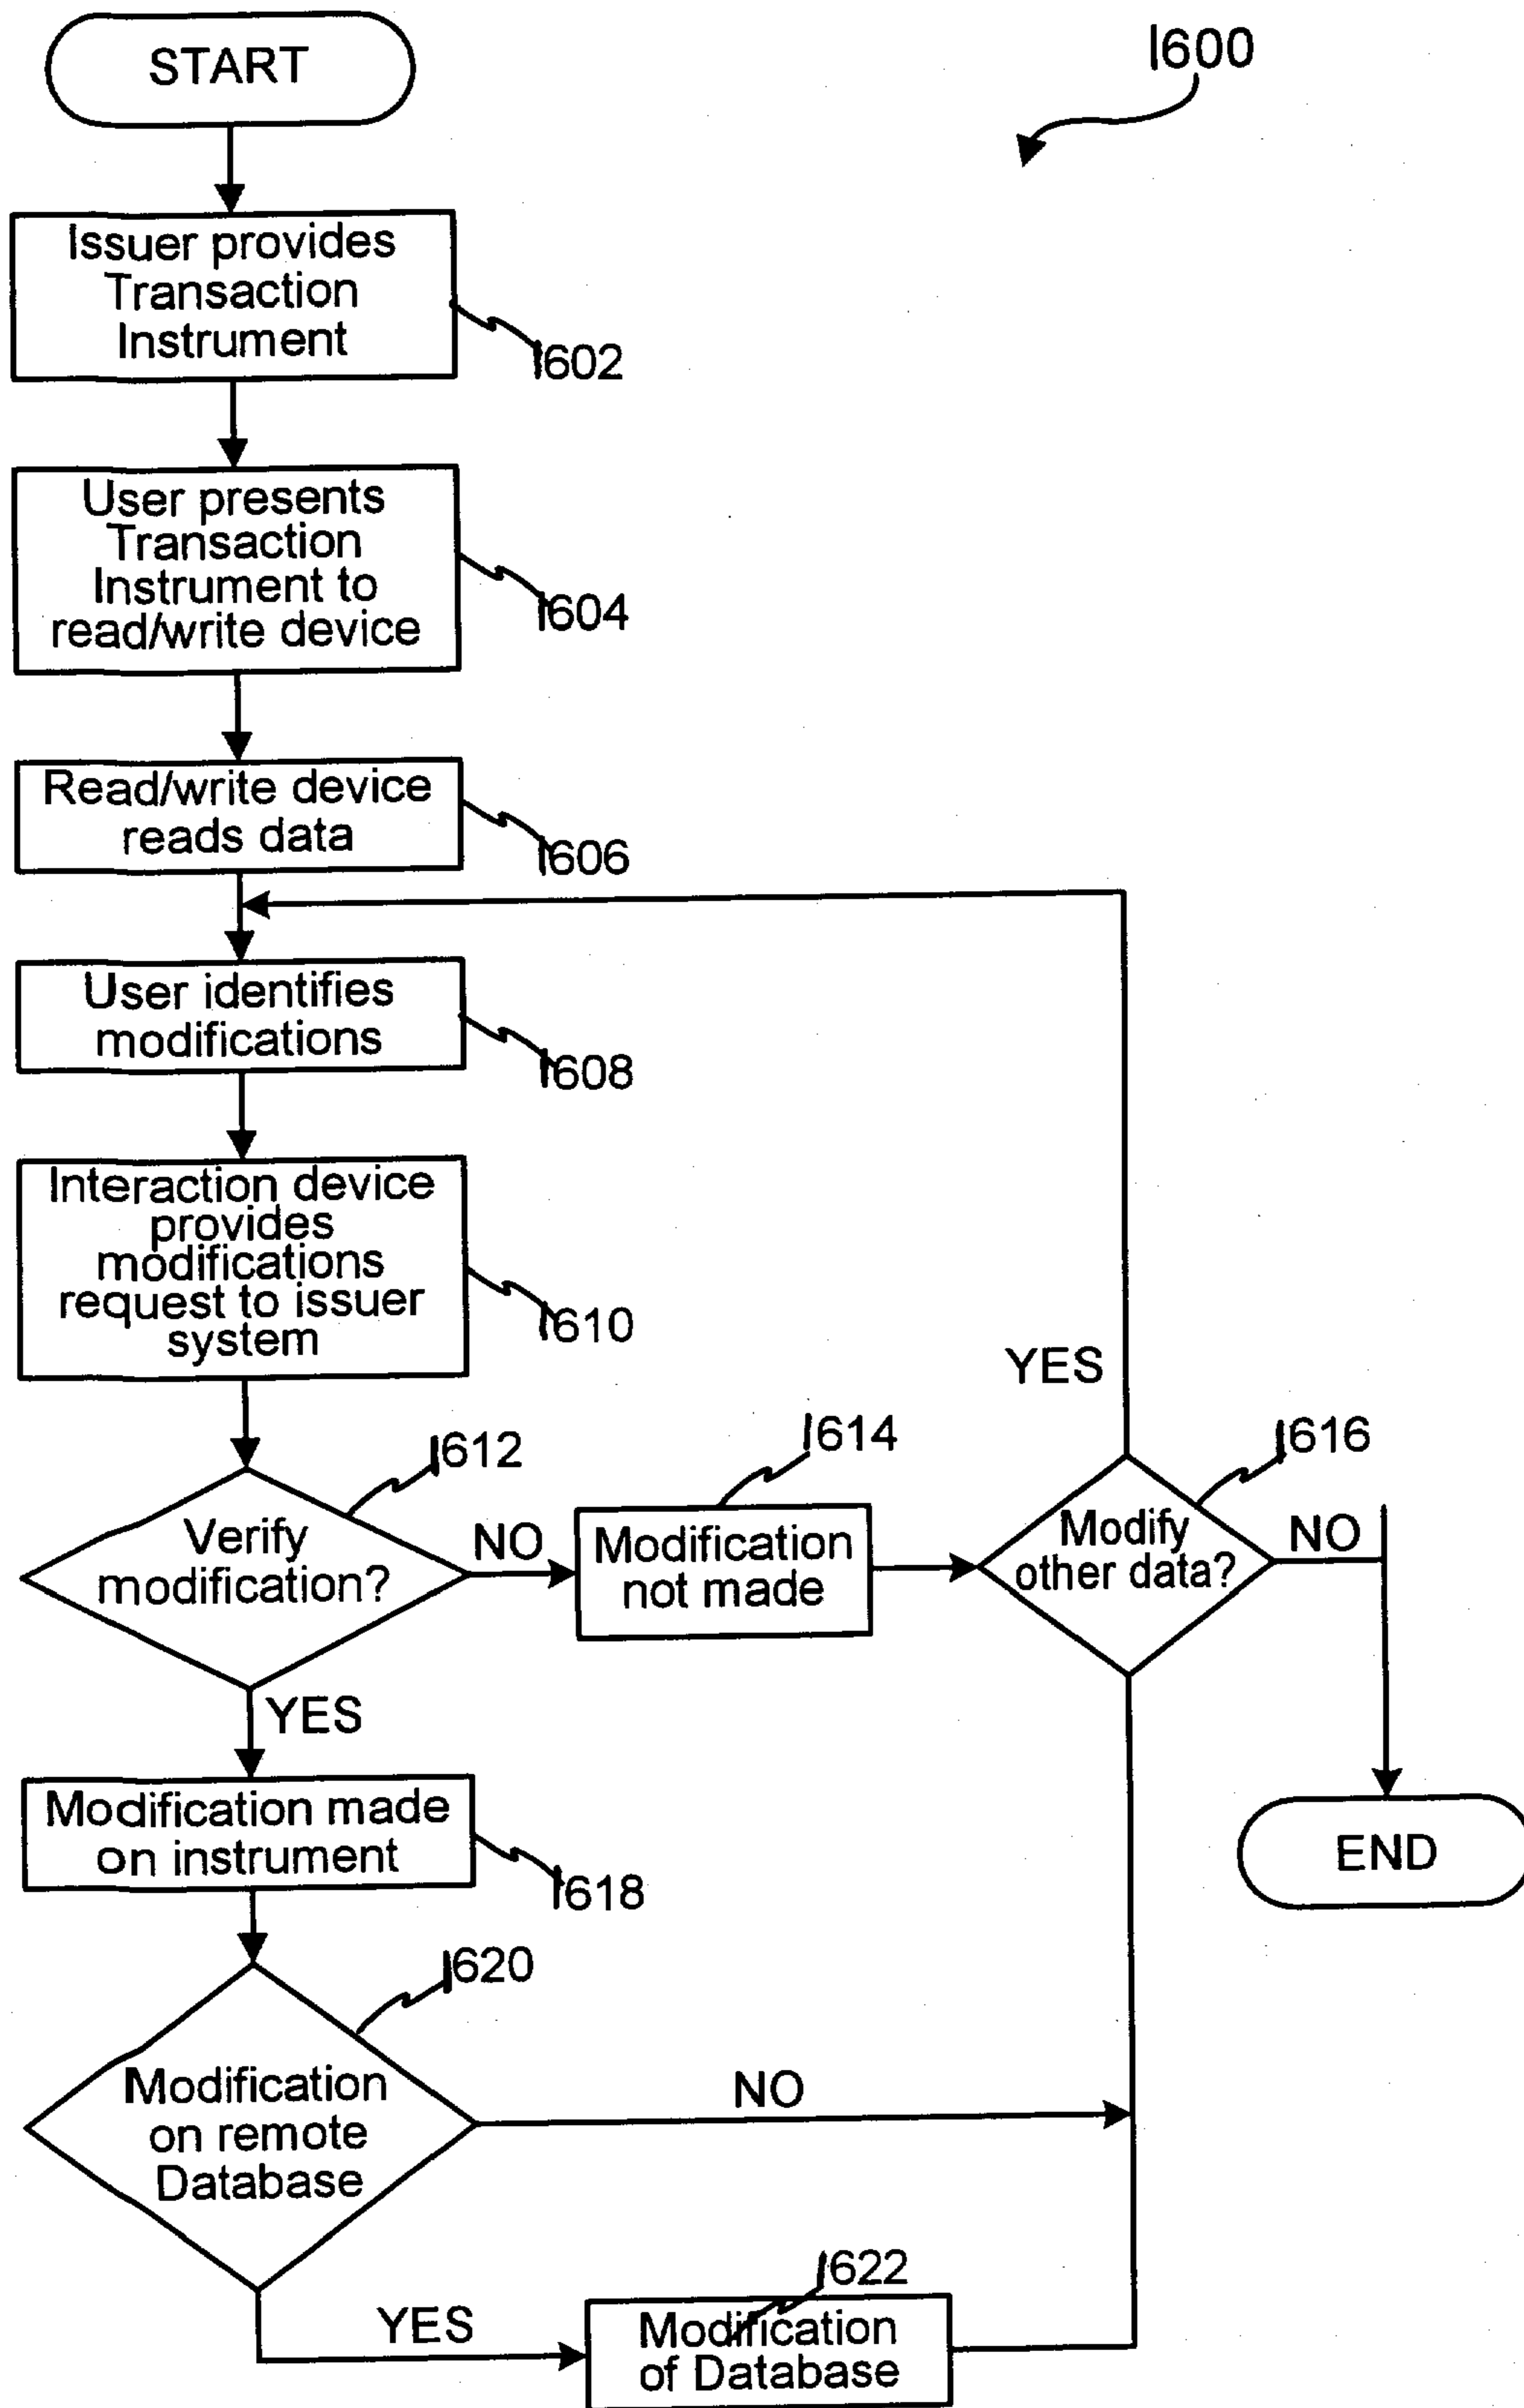 START
1600
Issuer provides
Transaction
Instrument
1602
User presents
Transaction
Instrument to
read/write device
1604
Read/write device
reads data
1606
User identifies
modifications
1608
Interaction device
provides
modifications
request to issuer
system
1610
YES
1612
1614
1616
Verify
modification?
NO
Modification
not made
Modify
other data?
NO
YES
Modification made
on instrument
1618
END
1620
Modification
on remote
Database
NO
1622
YES
Modification
of Database